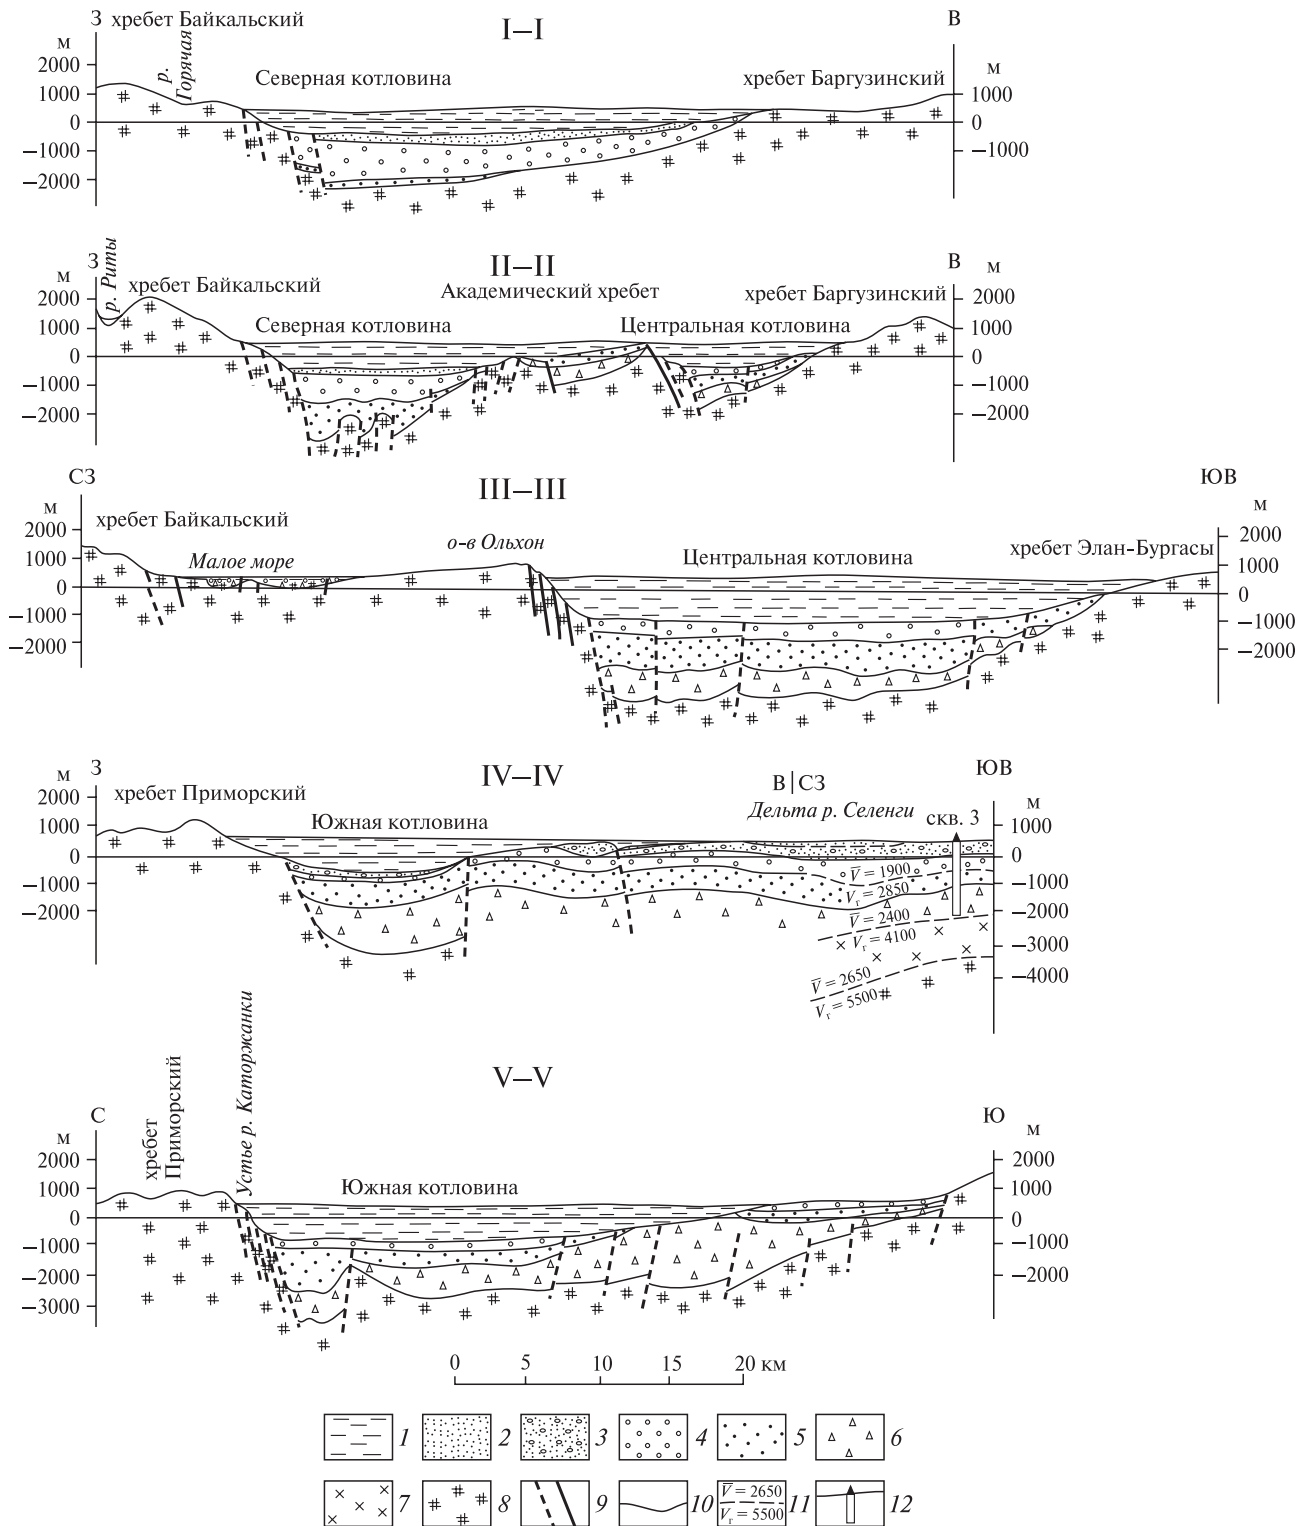 З хребет Байкальский I–I В
м м
р. Горячая
Северная котловина хребет Баргузинский
2000
1000 1000
0 0
–1000 –1000
–2000
З II–II В
м р. Риты хребет Байкальский Академический хребет хребет Баргузинский м
Северная котловина Центральная котловина
2000 2000
1000 1000
0 0
–1000 –1000
–2000 –2000
СЗ III–III ЮВ
м м
хребет Байкальский о-в Ольхон хребет Элан-Бургасы
Малое море Центральная котловина
2000 2000
1000 1000
0 0
–1000 –1000
–2000 –2000
З IV–IV В | СЗ ЮВ
м м
хребет Приморский Дельта р. Селенги скв. 3
Южная котловина
2000
1000 1000
0 0
–1000 –1000
–2000 –2000
–3000
–4000
V̅ = 1900
Vг = 2850
V̅ = 2400
Vг = 4100
V̅ = 2650
Vг = 5500
V–V
С Ю
м м
хребет Приморский
Устье р. Каторжанки
Южная котловина
2000 2000
1000 1000
0 0
–1000 –1000
–2000 –2000
–3000
0 5 10 15 20 км
1 2 3 4 5 6
7 8 9 10 V̅ = 2650 11 12
Vг = 5500